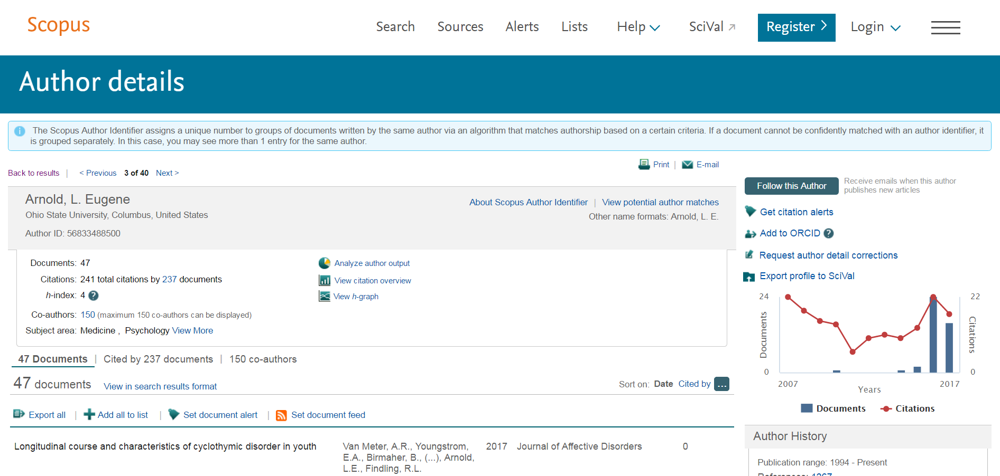 Scopus
Search Sources Alerts Lists Help SciVal Register Login
Author details
The Scopus Author Identifier assigns a unique number to groups of documents written by the same author via an algorithm that matches authorship based on a certain criteria. If a document cannot be confidently matched with an author identifier, it
is grouped separately. In this case, you may see more than 1 entry for the same author.
Print | E-mail
Back to results | < Previous 3 of 40 Next >
Arnold, L. Eugene
Ohio State University, Columbus, United States
Author ID: 56833488500
About Scopus Author Identifier | View potential author matches
Other name formats: Arnold, L. E.
Documents: 47
Citations: 241 total citations by 237 documents
h-index: 4 ?
Co-authors: 150 (maximum 150 co-authors can be displayed)
Subject area: Medicine , Psychology View More
Analyze author output
View citation overview
View h-graph
47 Documents | Cited by 237 documents | 150 co-authors
47 documents View in search results format
Sort on: Date Cited by ...
Export all | Add all to list | Set document alert | Set document feed
Longitudinal course and characteristics of cyclothymic disorder in youth
Van Meter, A.R., Youngstrom,
E.A., Birmaher, B., (...), Arnold,
L.E., Findling, R.L.
2017
Journal of Affective Disorders
0
Follow this Author
Receive emails when this author
publishes new articles
Get citation alerts
Add to ORCID ?
Request author detail corrections
Export profile to SciVal
24
22
Documents
Citations
0
0
2007
2017
Years
Documents Citations
Author History
Publication range: 1994 - Present
References: 1267